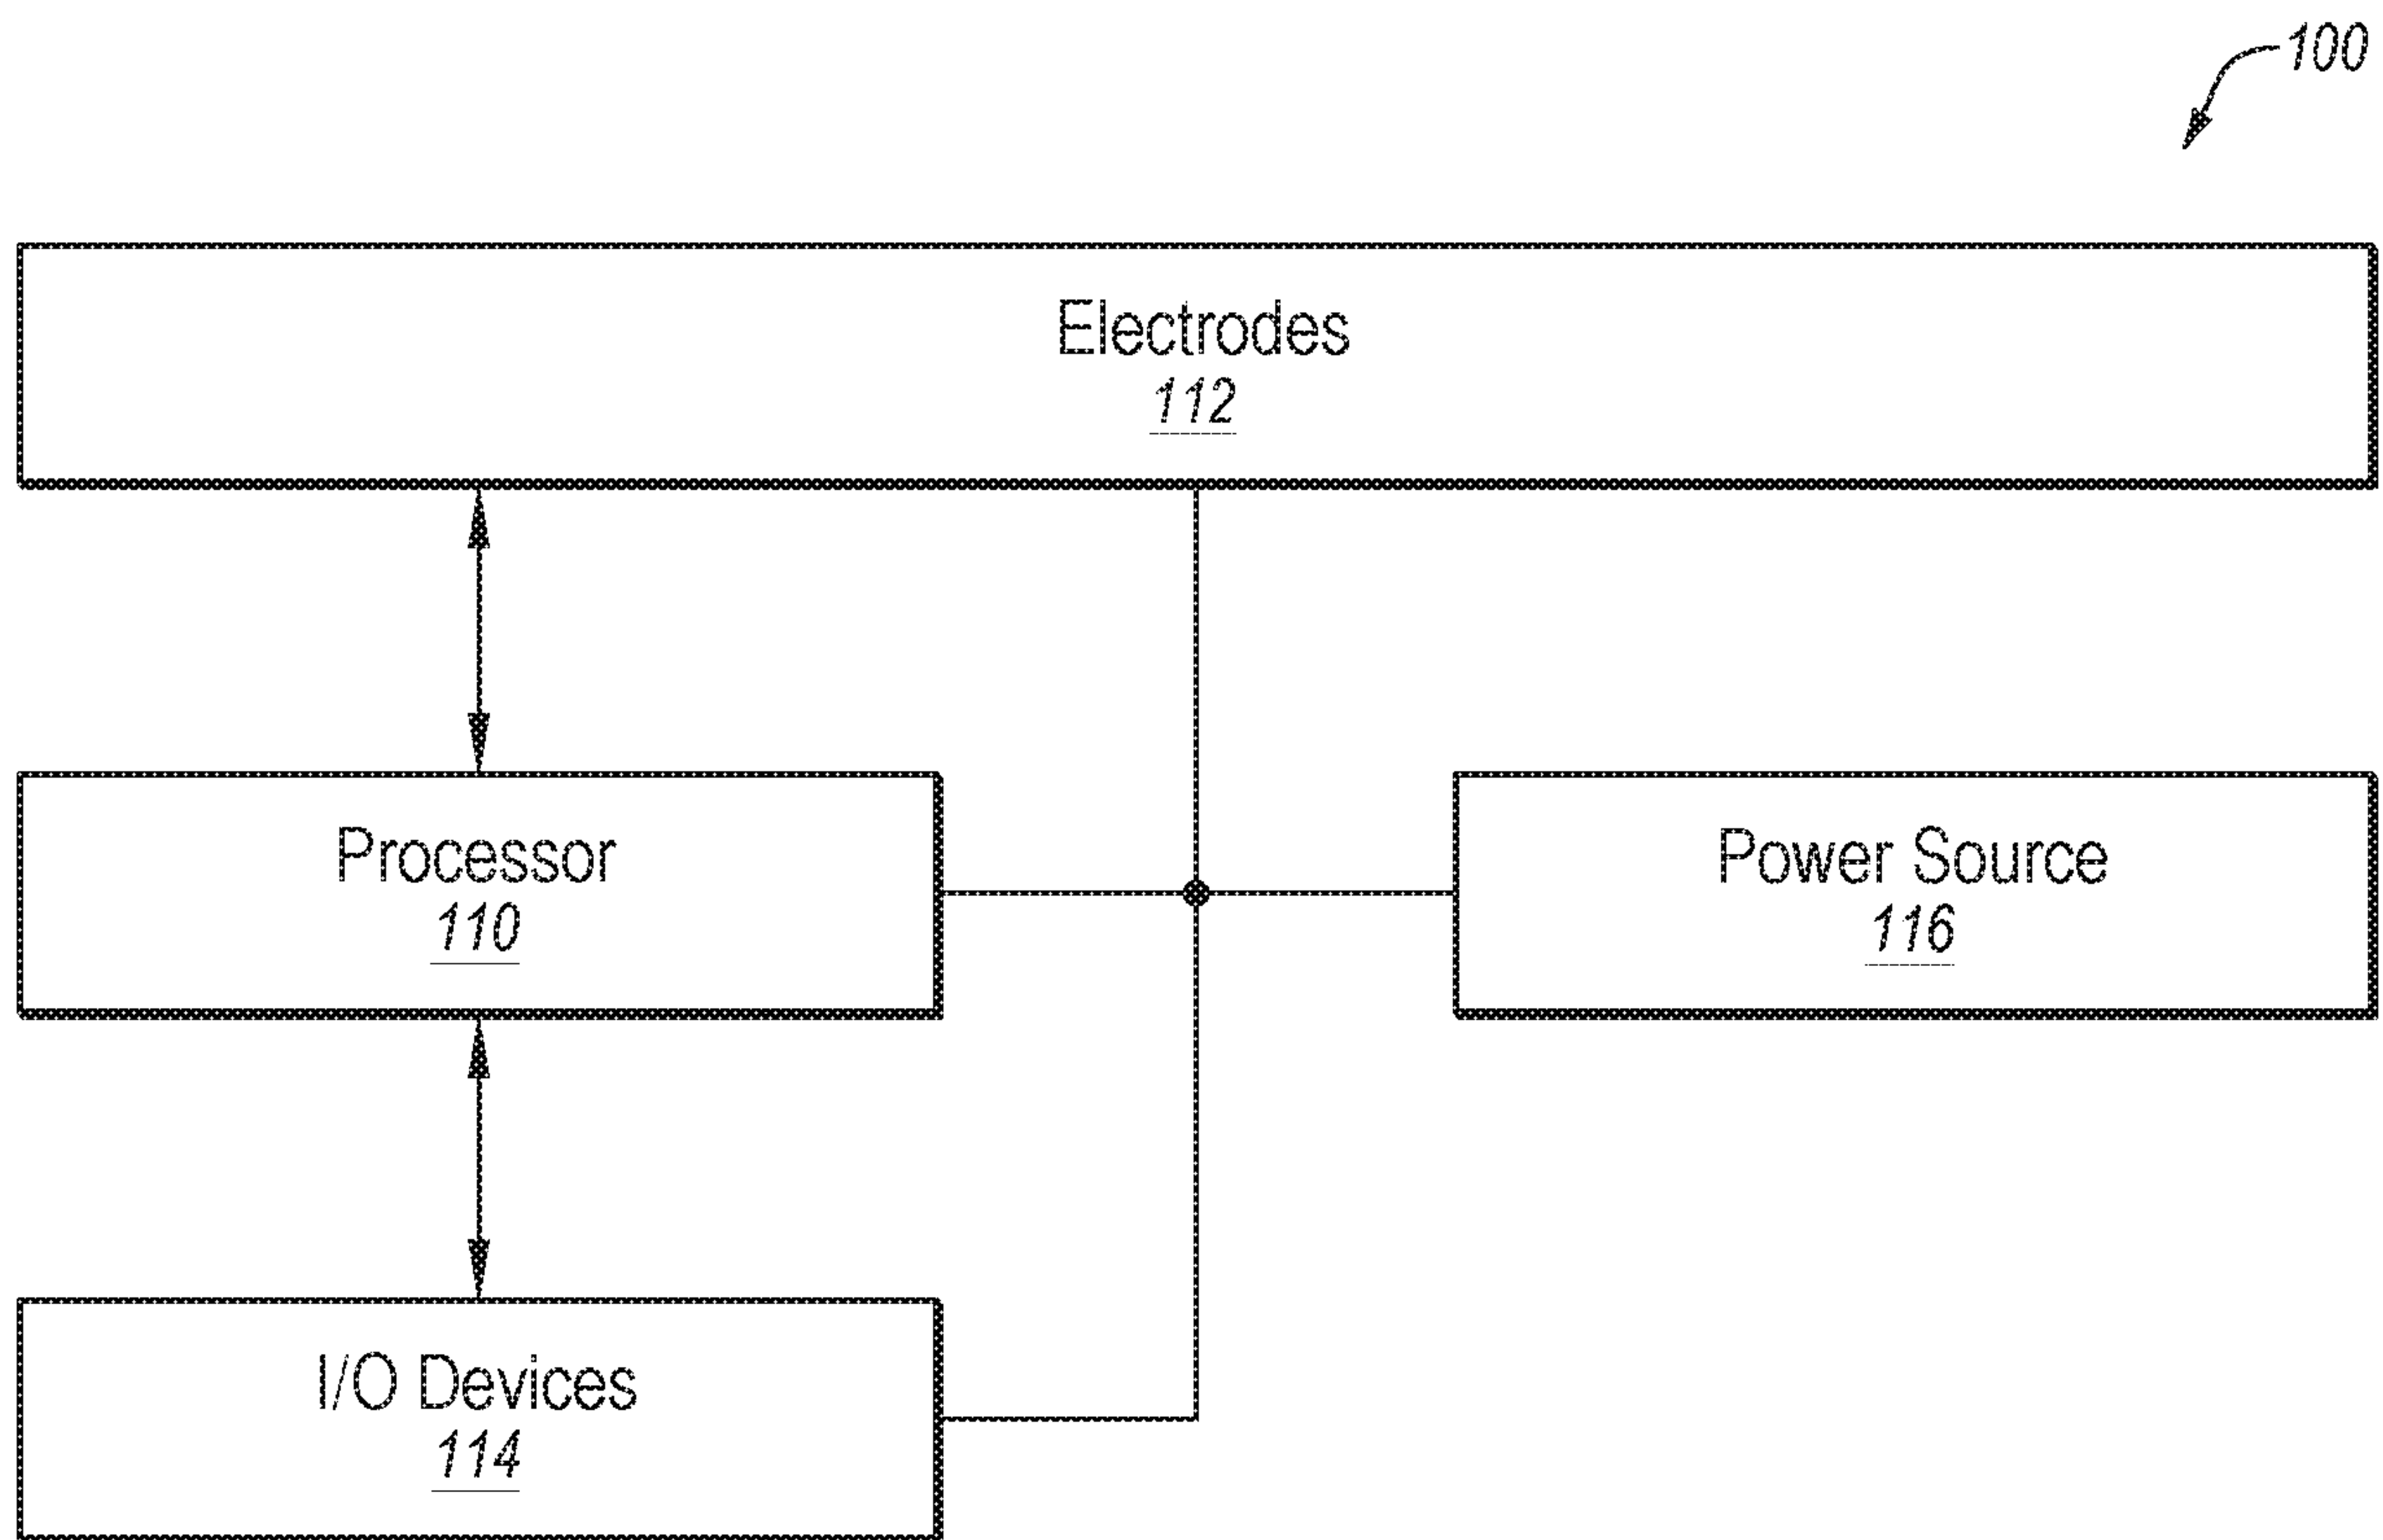 100
Electrodes
112
Processor
110
Power Source
116
I/O Devices
114